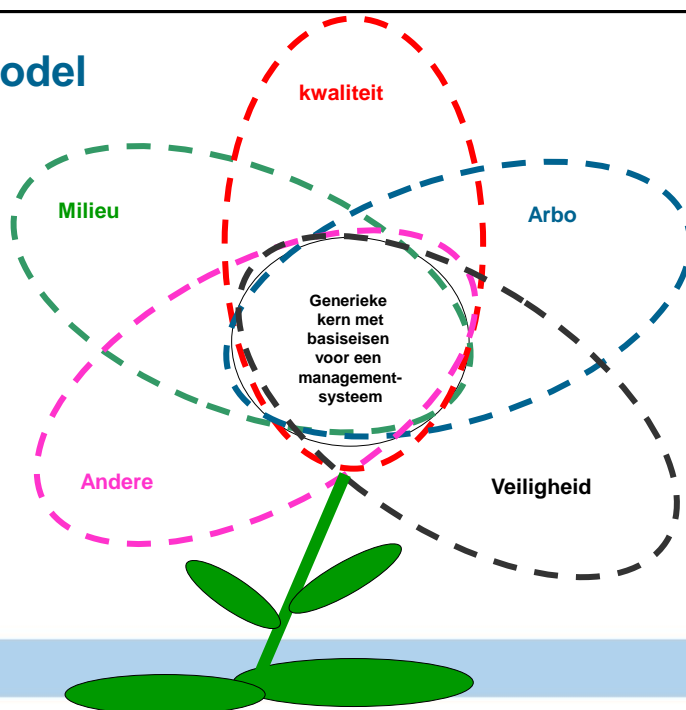 odel
kwaliteit
Milieu
Arbo
Generieke
kern met
basiseisen
voor een
management-
systeem
Andere
Veiligheid